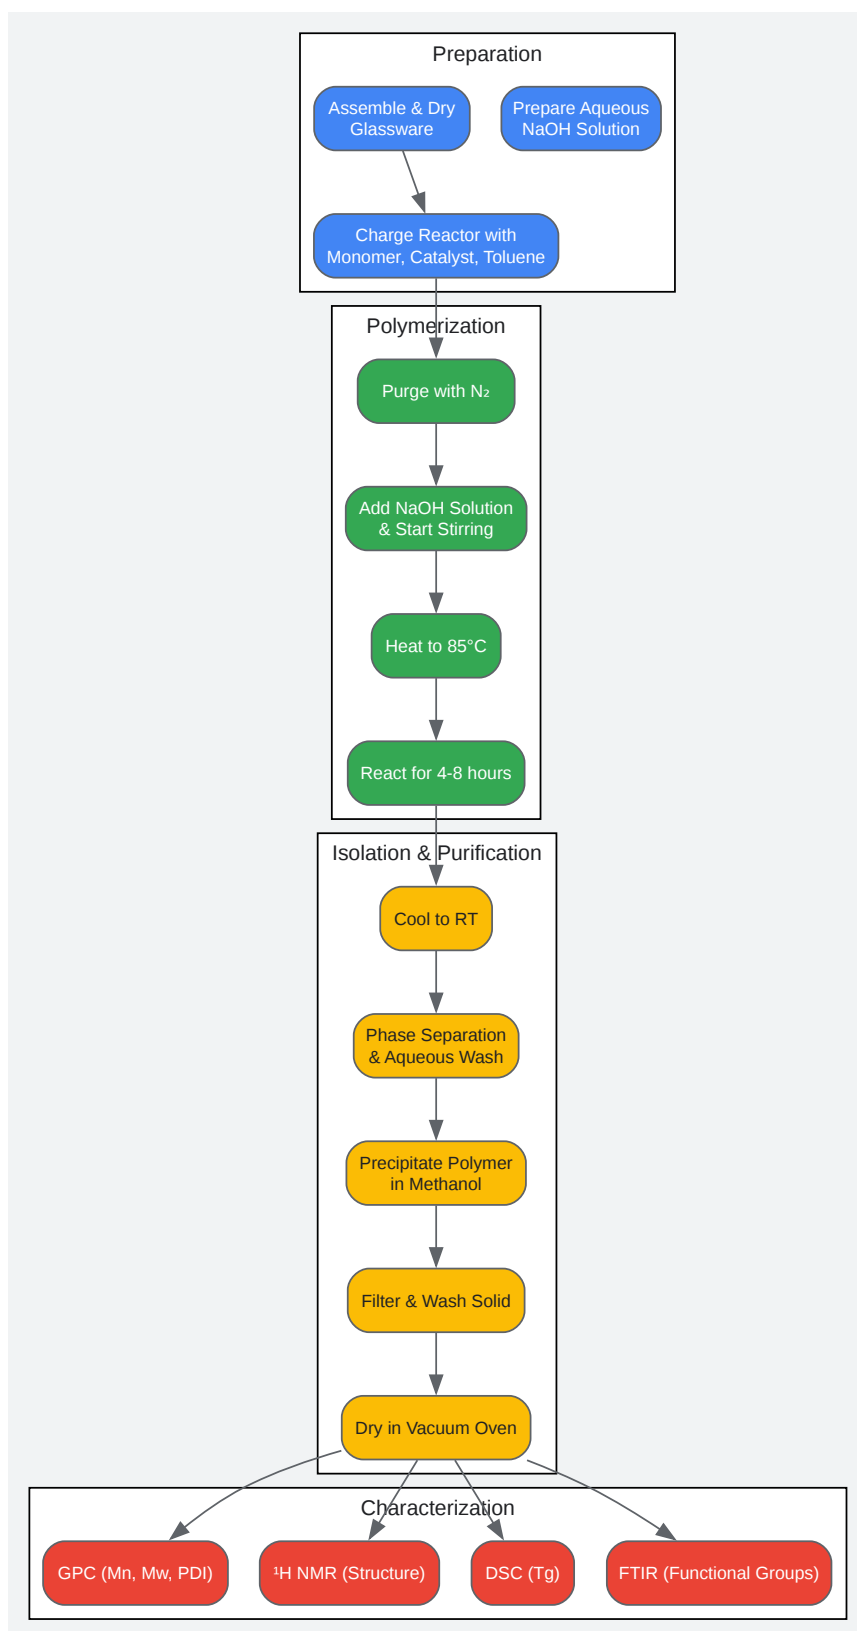 Preparation
Assemble & Dry
Glassware
Prepare Aqueous
NaOH Solution
Charge Reactor with
Monomer, Catalyst, Toluene
Polymerization
Purge with N₂
Add NaOH Solution
& Start Stirring
Heat to 85°C
React for 4-8 hours
Isolation & Purification
Cool to RT
Phase Separation
& Aqueous Wash
Precipitate Polymer
in Methanol
Filter & Wash Solid
Dry in Vacuum Oven
Characterization
GPC (Mn, Mw, PDI)
¹H NMR (Structure)
DSC (Tg)
FTIR (Functional Groups)